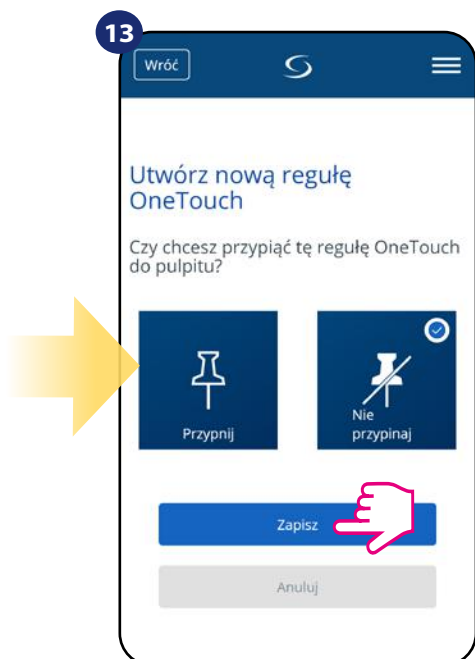 13
Wróć
Utwórz nową regułę
OneTouch
Czy chcesz przypiąć tę regułę OneTouch
do pulpitu?
Przypnij
Nie
przypinaj
Zapisz
Anuluj